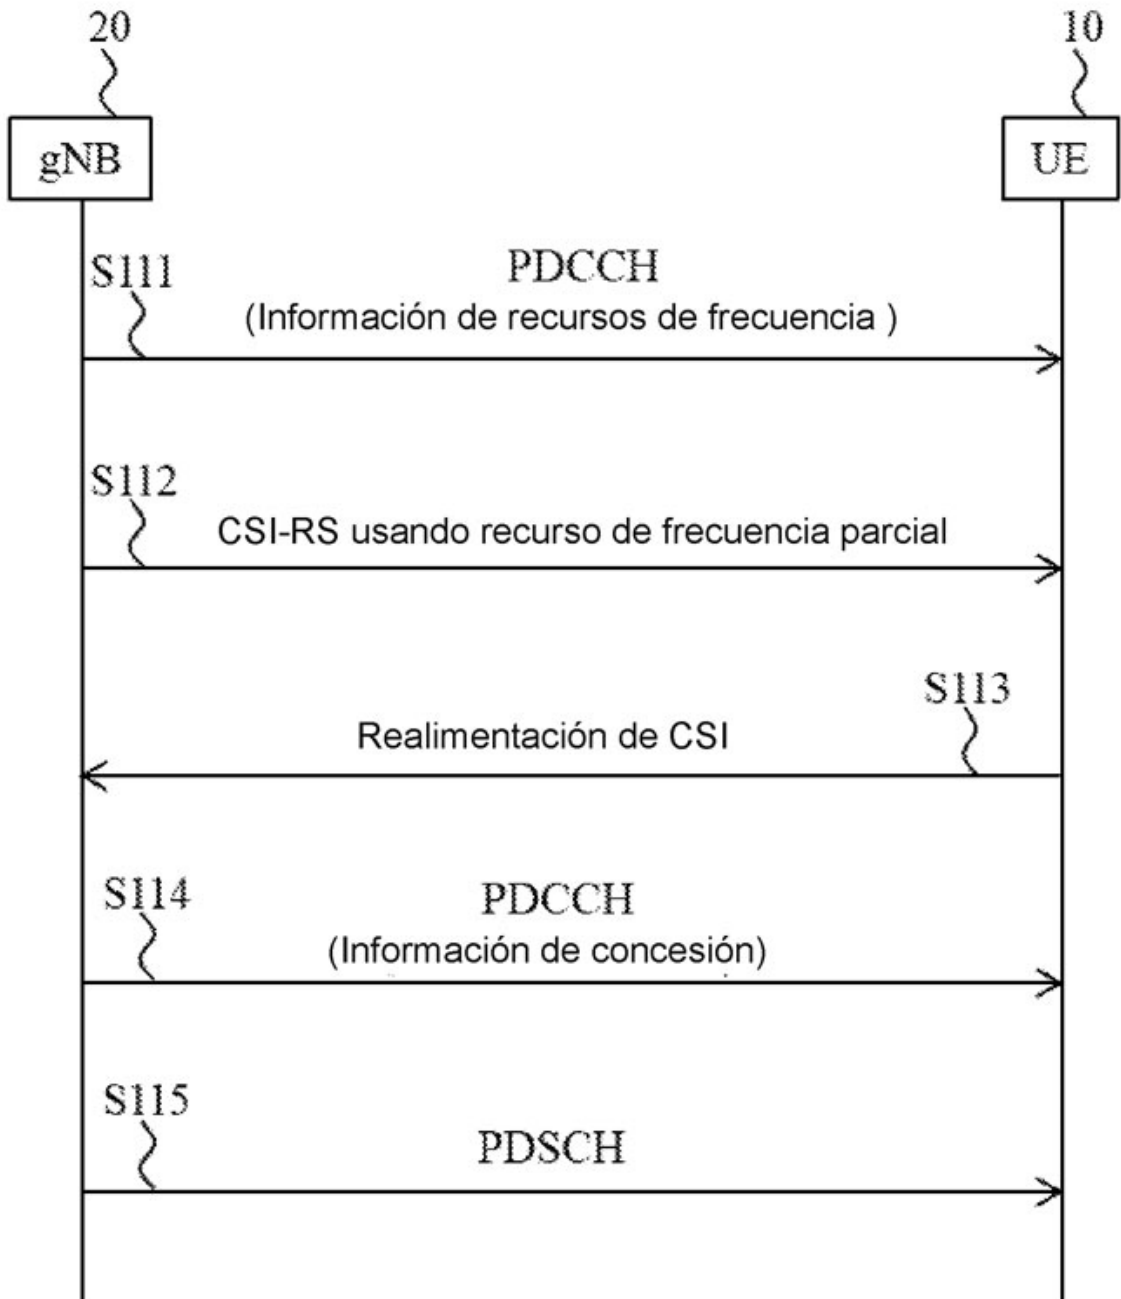 20
10
gNB
UE
S111
PDCCH
(Información de recursos de frecuencia )
S112
CSI-RS usando recurso de frecuencia parcial
S113
Realimentación de CSI
S114
PDCCH
(Información de concesión)
S115
PDSCH